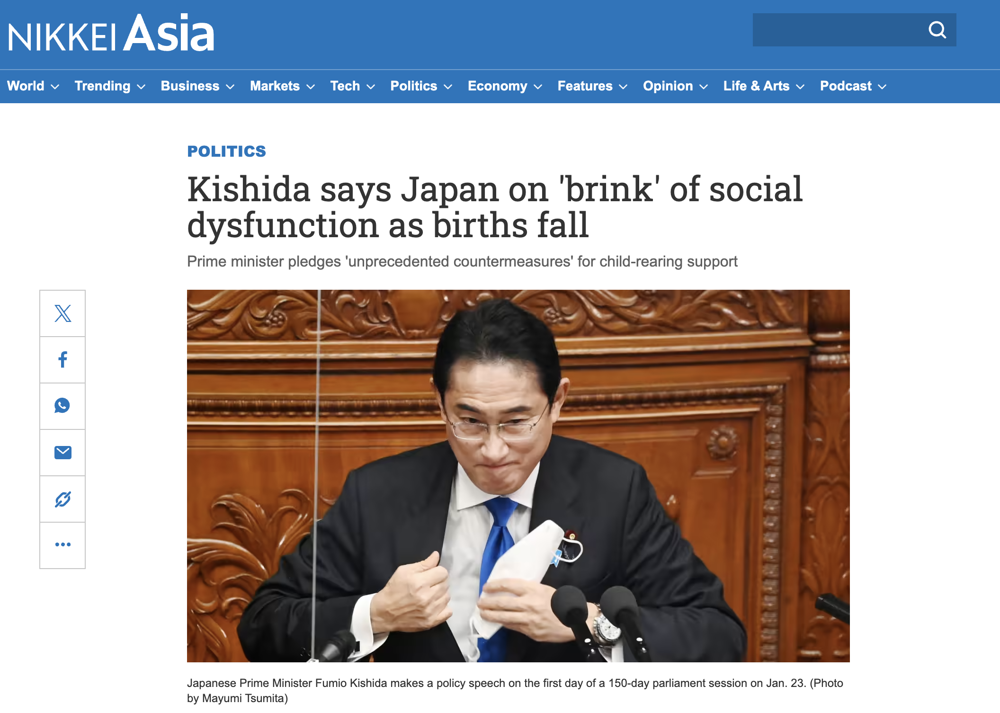 NIKKEI Asia
World Trending Business Markets Tech Politics Economy Features Opinion Life & Arts Podcast
POLITICS
Kishida says Japan on 'brink' of social
dysfunction as births fall
Prime minister pledges 'unprecedented countermeasures' for child-rearing support
Japanese Prime Minister Fumio Kishida makes a policy speech on the first day of a 150-day parliament session on Jan. 23. (Photo
by Mayumi Tsumita)